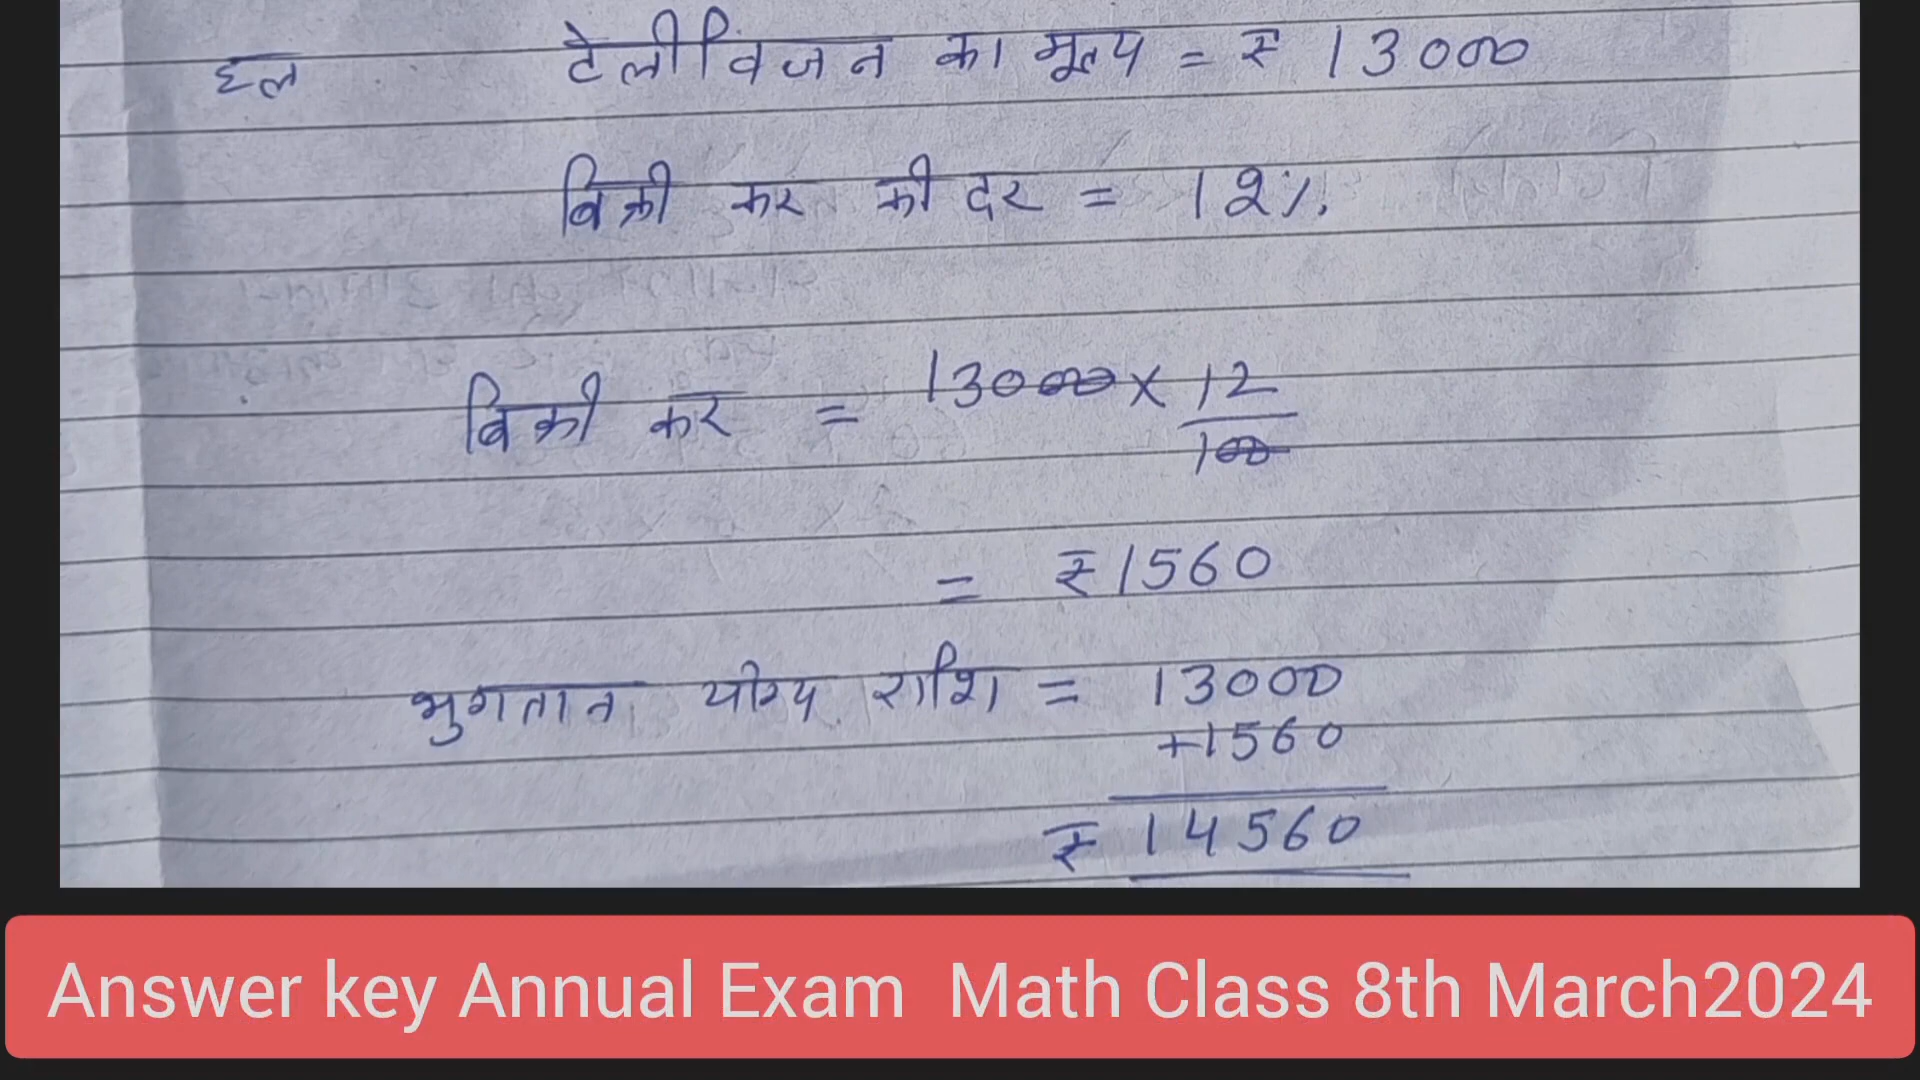 हल टेलीविजन का मूल्य = ₹ 13000
बिक्री कर की दर = 12%
बिक्री कर = 13000 × 12/100
= ₹1560
भुगतान योग्य राशि = 13000
+1560
₹ 14560
Answer key Annual Exam Math Class 8th March2024